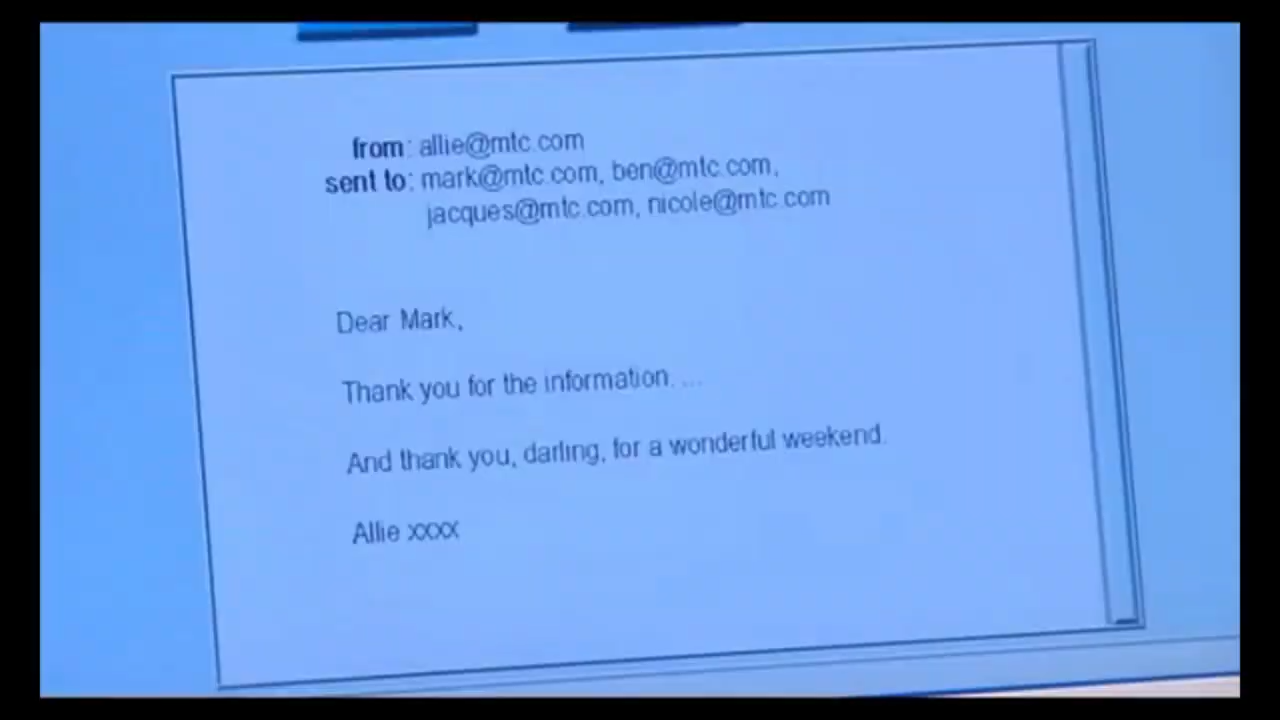 from: allie@mtc.com
sent to: mark@mtc.com, ben@mtc.com,
jacques@mtc.com, nicole@mtc.com
Dear Mark,
Thank you for the information. ...
And thank you, darling, for a wonderful weekend.
Allie xxxx